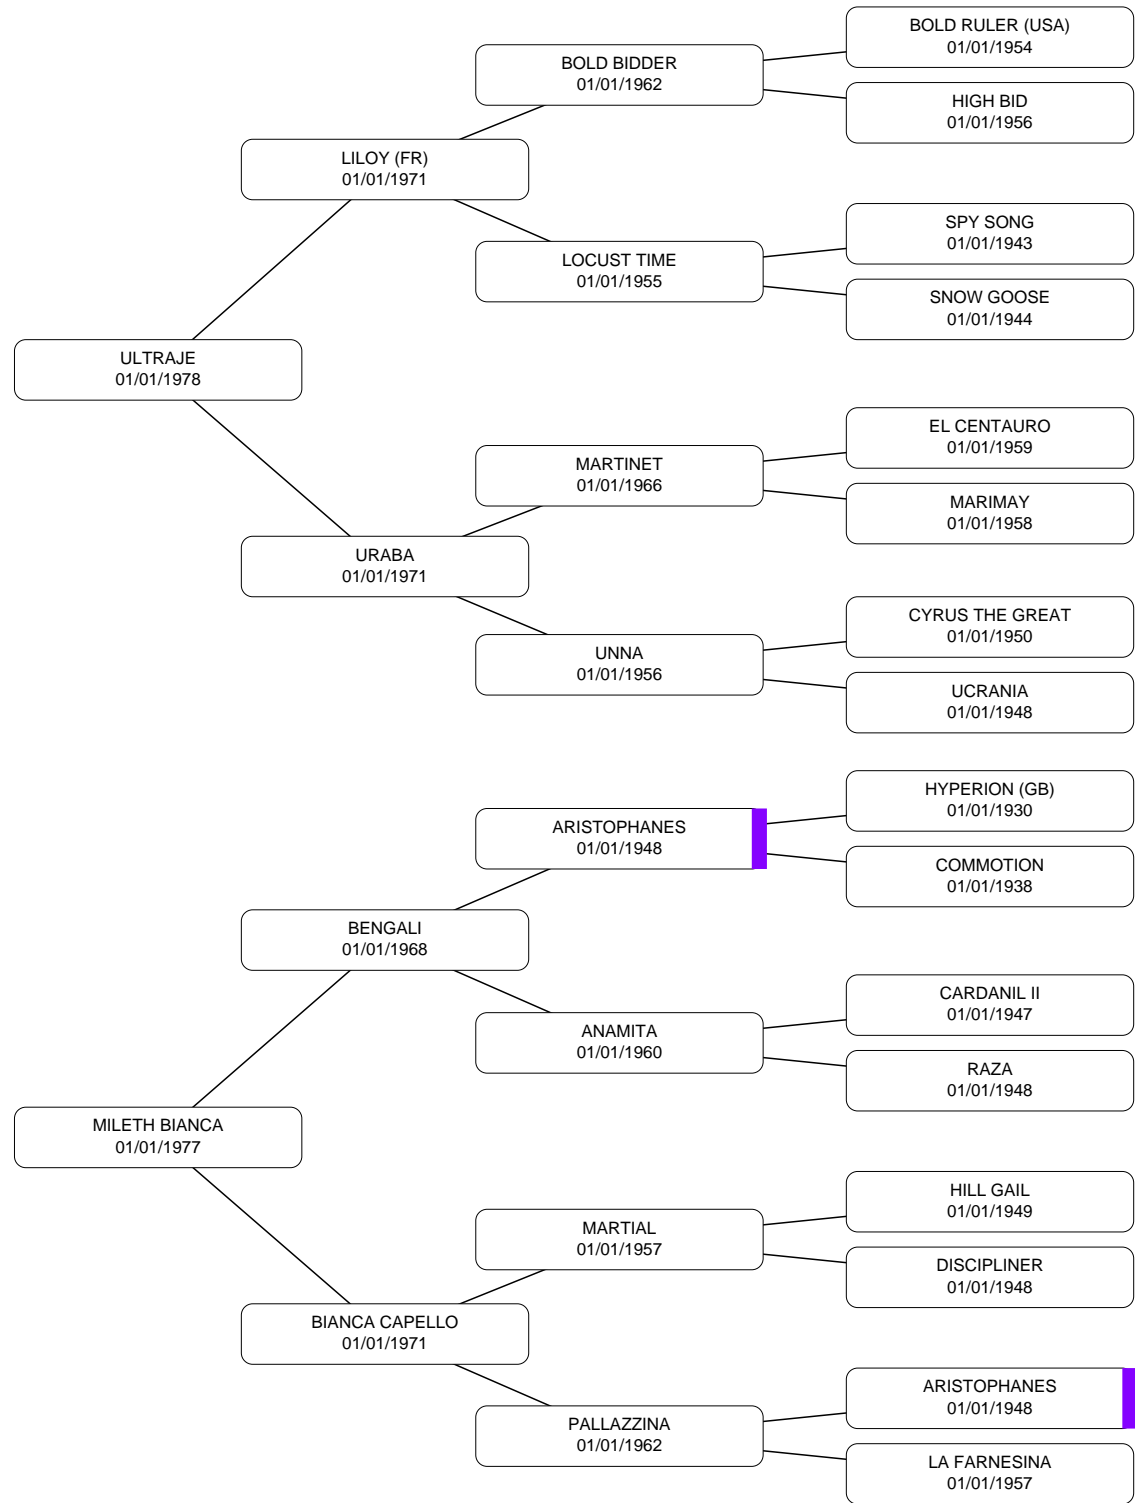 BOLD RULER (USA)
01/01/1954
BOLD BIDDER
01/01/1962
HIGH BID
01/01/1956
LILOY (FR)
01/01/1971
SPY SONG
01/01/1943
LOCUST TIME
01/01/1955
SNOW GOOSE
01/01/1944
ULTRAJE
01/01/1978
EL CENTAURO
01/01/1959
MARTINET
01/01/1966
MARIMAY
01/01/1958
URABA
01/01/1971
CYRUS THE GREAT
01/01/1950
UNNA
01/01/1956
UCRANIA
01/01/1948
HYPERION (GB)
01/01/1930
ARISTOPHANES
01/01/1948
COMMOTION
01/01/1938
BENGALI
01/01/1968
CARDANIL II
01/01/1947
ANAMITA
01/01/1960
RAZA
01/01/1948
MILETH BIANCA
01/01/1977
HILL GAIL
01/01/1949
MARTIAL
01/01/1957
DISCIPLINER
01/01/1948
BIANCA CAPELLO
01/01/1971
ARISTOPHANES
01/01/1948
PALLAZZINA
01/01/1962
LA FARNESINA
01/01/1957